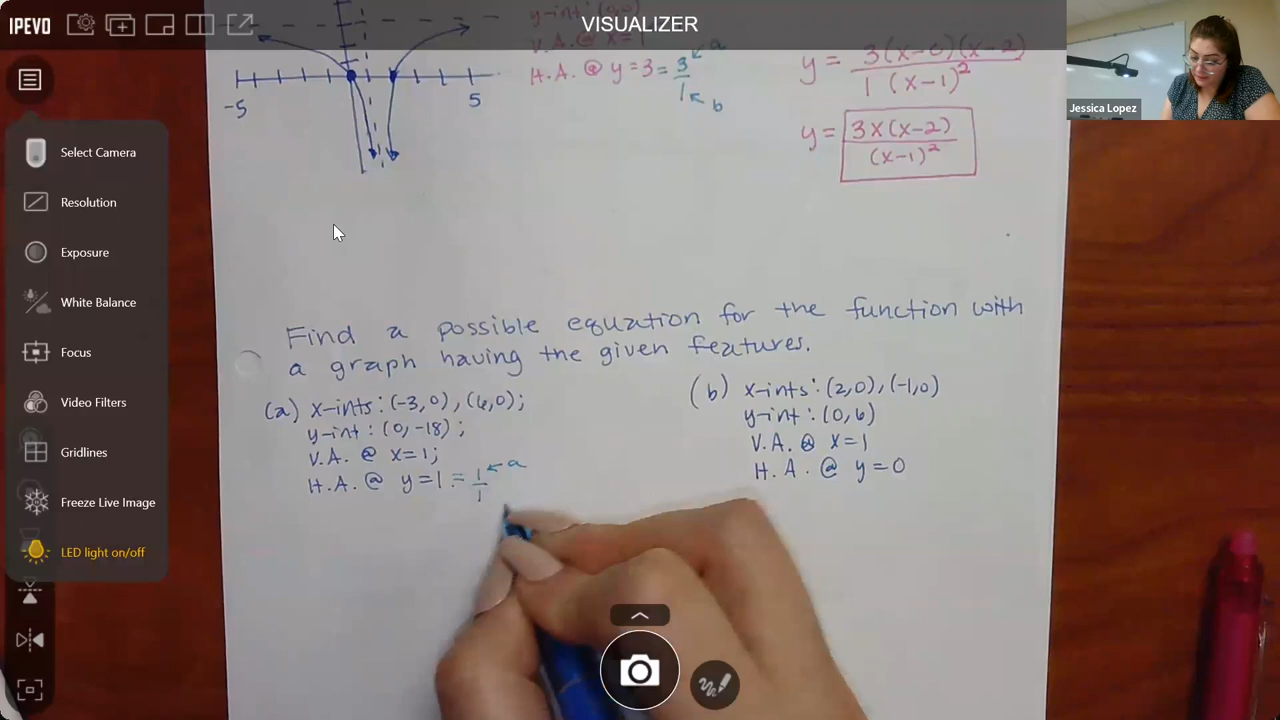 IPEVO
VISUALIZER
Jessica Lopez
Select Camera
Resolution
Exposure
White Balance
Focus
Video Filters
Gridlines
Freeze Live Image
LED light on/off
-5
5
y-int: (0,0)
V.A. @ x=1
H.A. @ y=3 = 3/1
a
b
y = 3(x-0)(x-2) / 1(x-1)²
y = 3x(x-2) / (x-1)²
Find a possible equation for the function with
a graph having the given features.
(a) x-ints: (-3,0), (6,0);
y-int: (0,-18);
V.A. @ x=1;
H.A. @ y=1. = 1/1 ← a
(b) x-ints: (2,0), (-1,0)
y-int: (0,6)
V.A. @ x=1
H.A. @ y=0